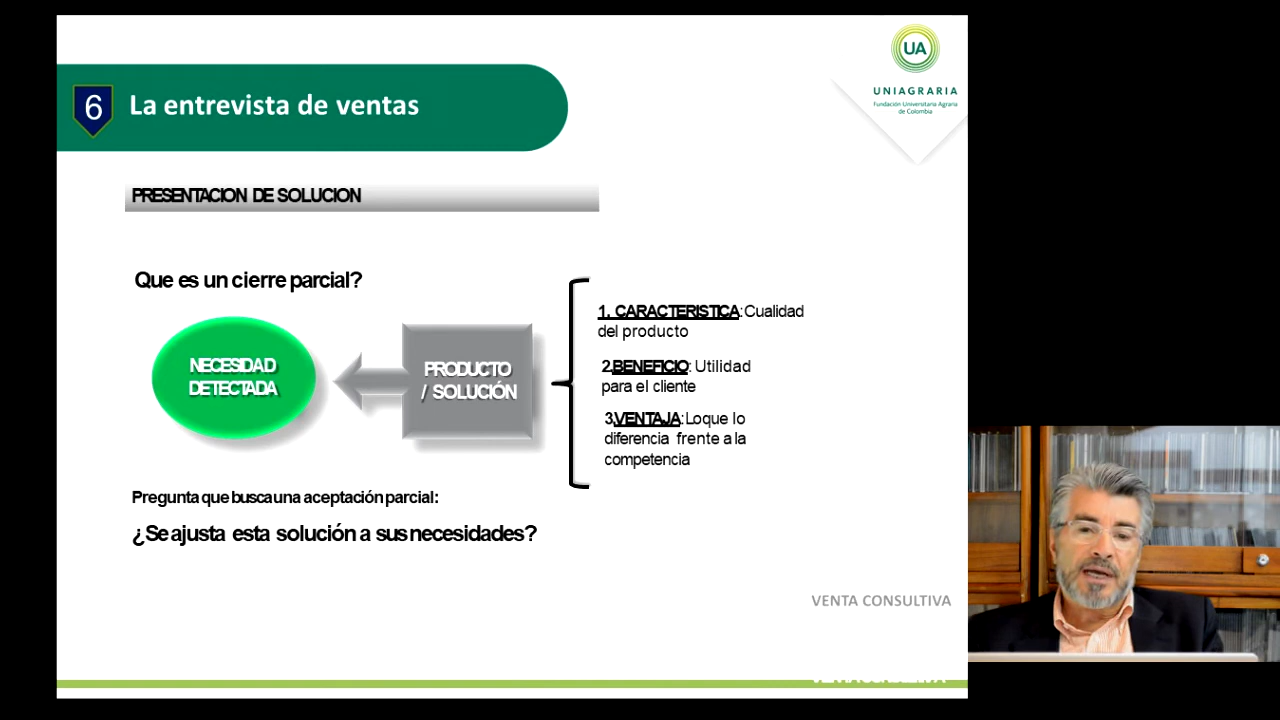 UA
UNIAGRARIA
Fundación Universitaria Agraria
de Colombia
6
La entrevista de ventas
PRESENTACION DE SOLUCION
Que es un cierre parcial?
NECESIDAD
DETECTADA
PRODUCTO
/ SOLUCIÓN
1. CARACTERISTICA: Cualidad
del producto
2.BENEFICIO: Utilidad
para el cliente
3.VENTAJA: Lo que lo
diferencia frente a la
competencia
Pregunta que busca una aceptación parcial:
¿Se ajusta esta solución a sus necesidades?
VENTA CONSULTIVA